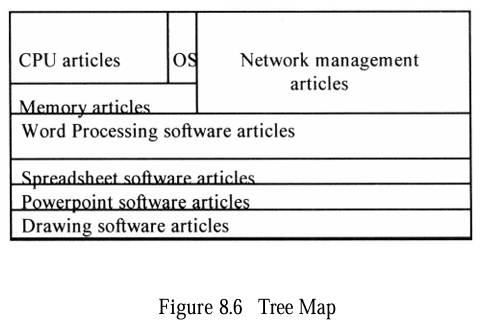 CPU articles
OS
Network management
articles
Memory articles
Word Processing software articles
Spreadsheet software articles
Powerpoint software articles
Drawing software articles
Figure 8.6 Tree Map